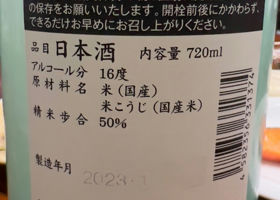 の保存をお願いいたします。開栓前後にかかわらず、
できるだけお早めにお召し上がりください。
品目 日本酒 内容量 720ml
アルコール分 16度
原材料名 米(国産)
米こうじ(国産米)
精米歩合 50%
製造年月 2023.1
4582356331374